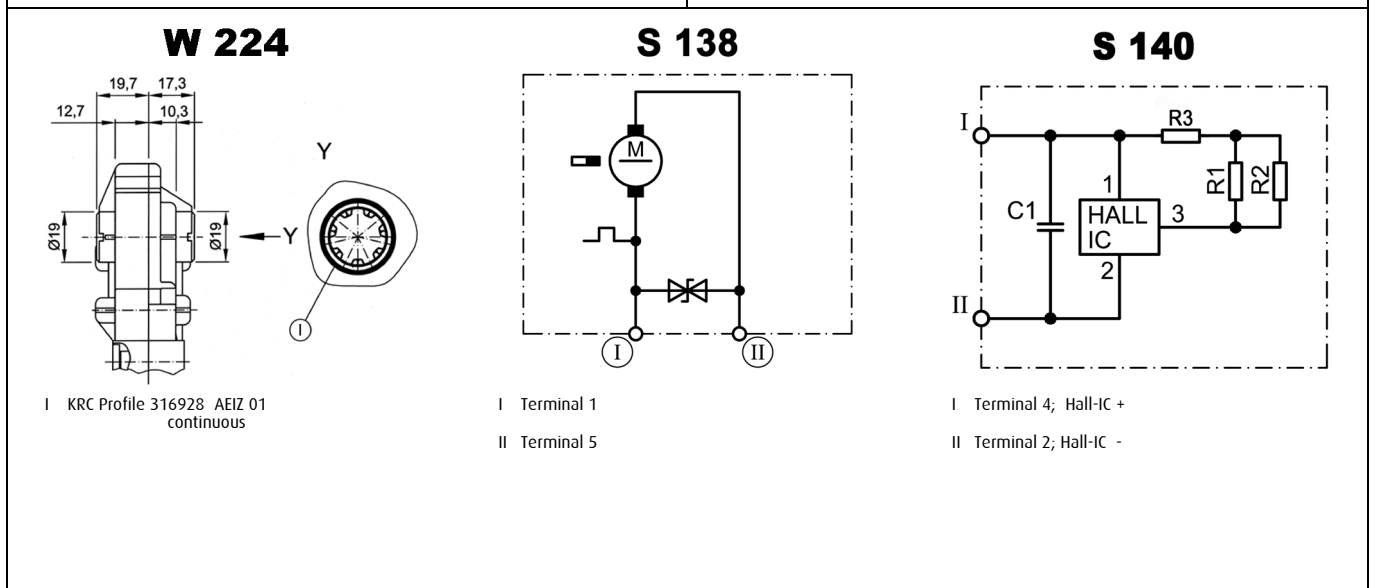 W 224
19,7 17,3
12,7 10,3
Ø19
Ø19
Y
Y
I
I KRC Profile 316928 AEIZ 01
continuous
S 138
M
I
II
I Terminal 1
II Terminal 5
S 140
I
R3
R1
R2
C1
1
HALL
IC
3
2
II
I Terminal 4; Hall-IC +
II Terminal 2; Hall-IC -